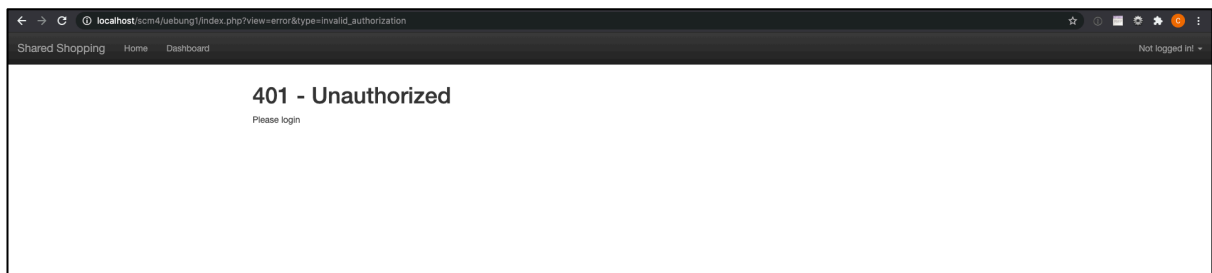 localhost/scm4/uebung1/index.php?view=error&type=invalid_authorization
C
Shared Shopping Home Dashboard Not logged in!
401 - Unauthorized
Please login